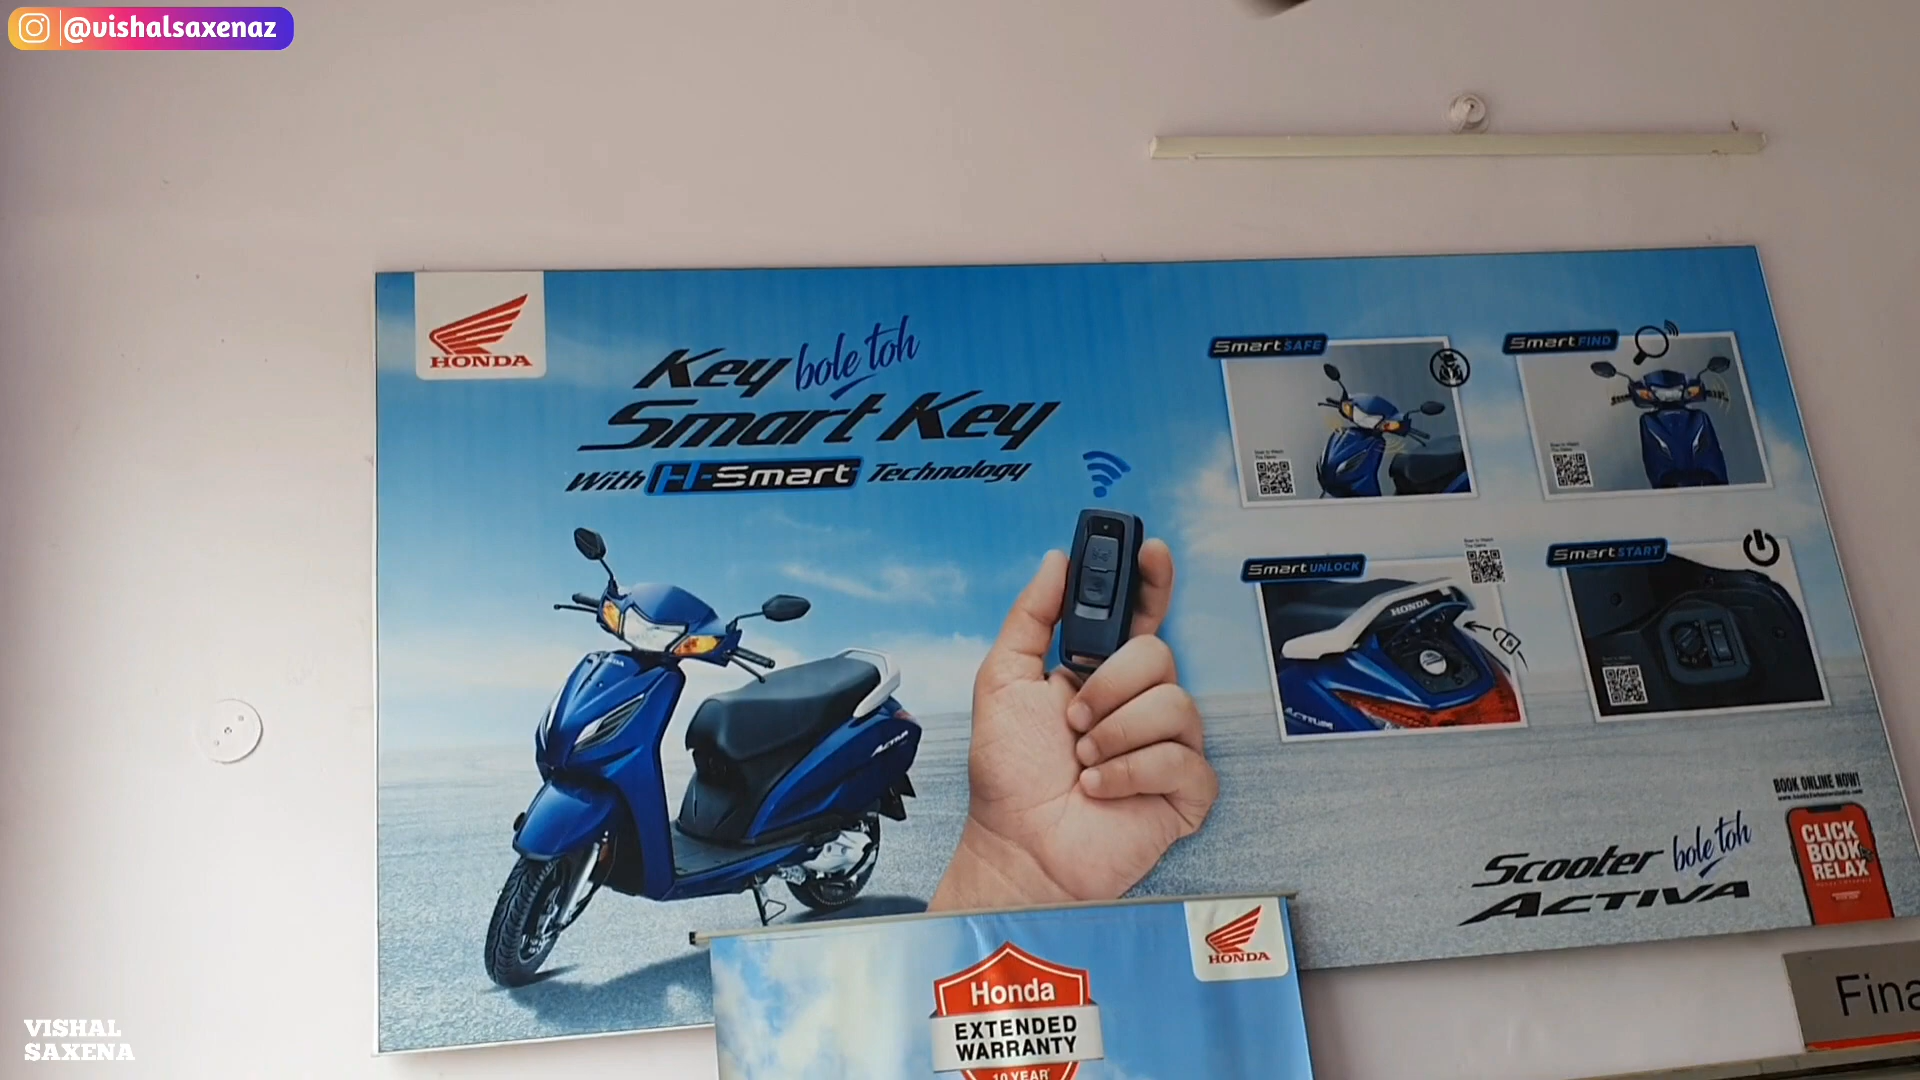 @vishalsaxenaz
HONDA
Key bole toh
Smart Key
With H-Smart Technology
Smart SAFE
Smart FIND
Smart UNLOCK
Smart START
HONDA
ACTIVA
BOOK ONLINE NOW!
CLICK
BOOK
RELAX
Scooter bole toh
ACTIVA
HONDA
Honda
EXTENDED
WARRANTY
10 YEAR
Fina
VISHAL
SAXENA